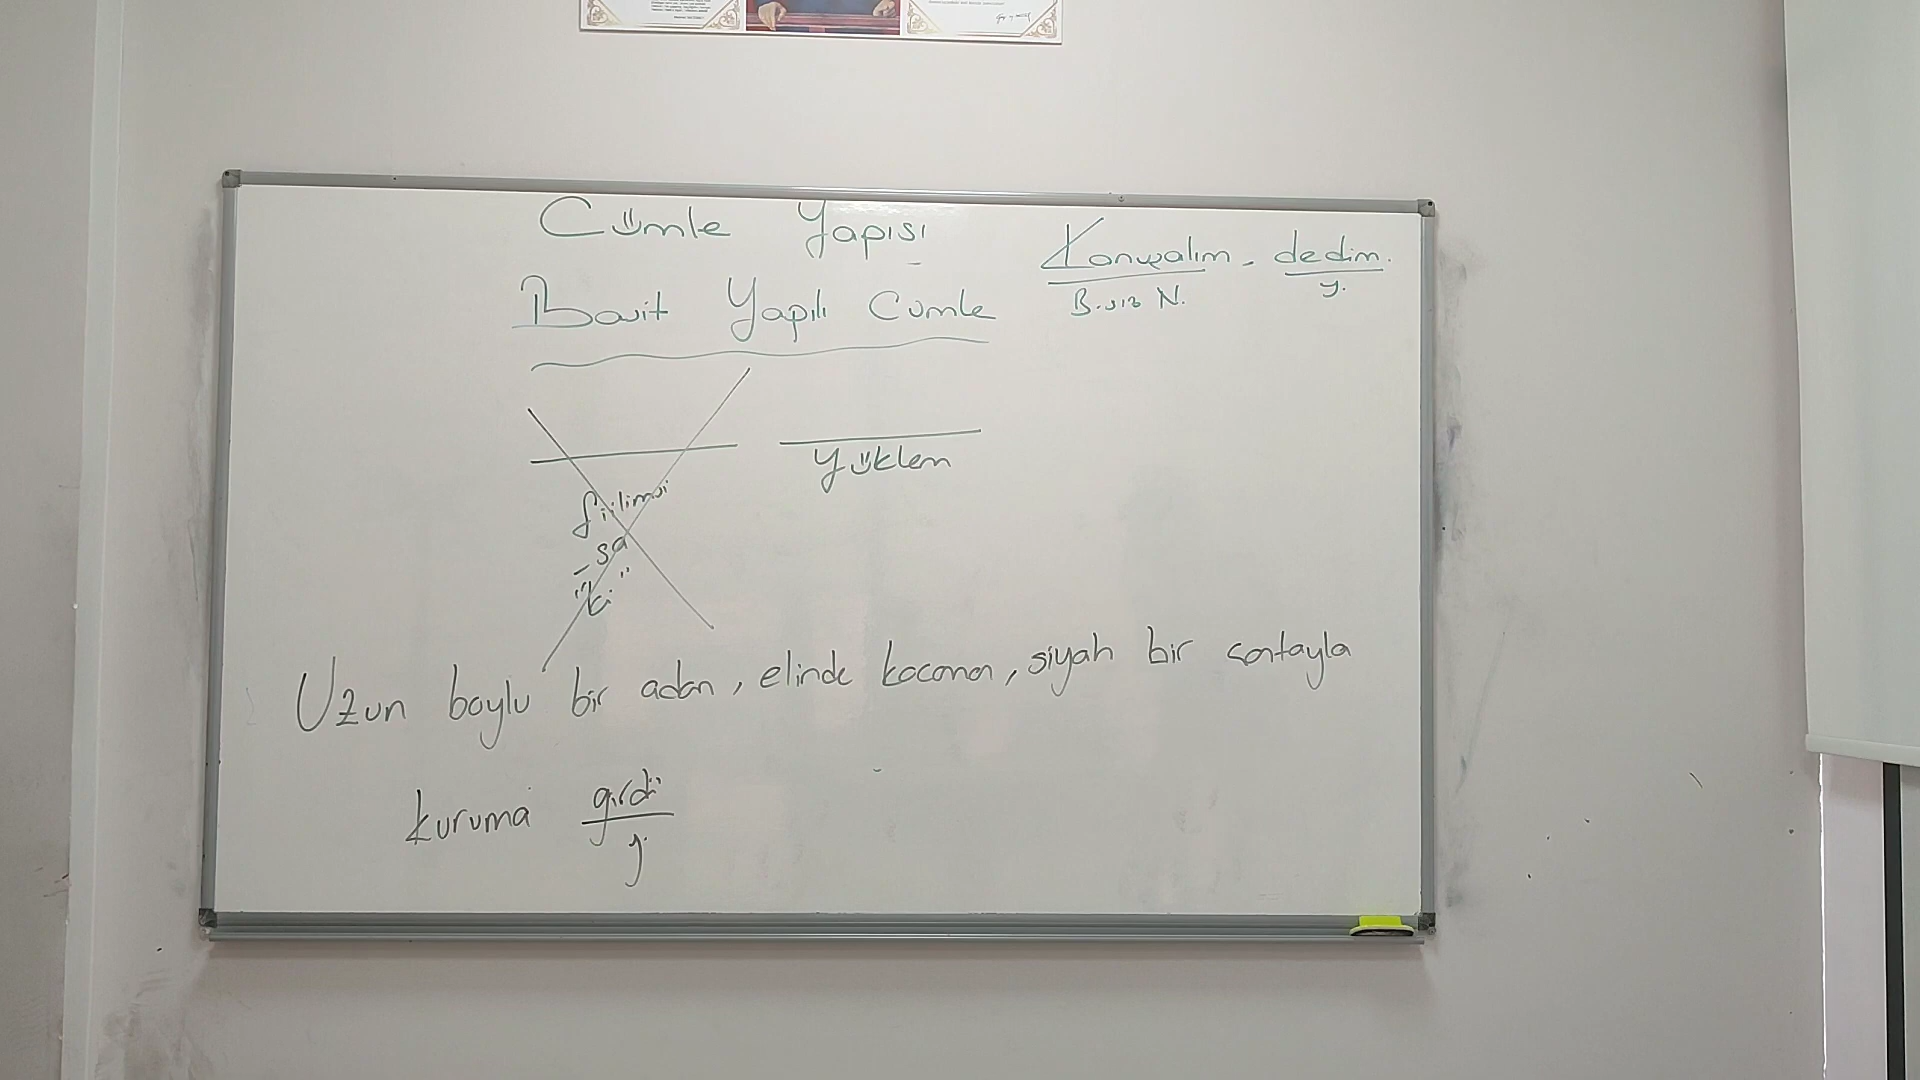 Cümle Yapısı
Basit Yapılı Cümle
Konuşalım, dedim.
B.siz N. y.
Yüklem
fiilimsi
-sa
"ki"
Uzun boylu bir adam, elinde kocaman, siyah bir çantayla
kuruma girdi
y.